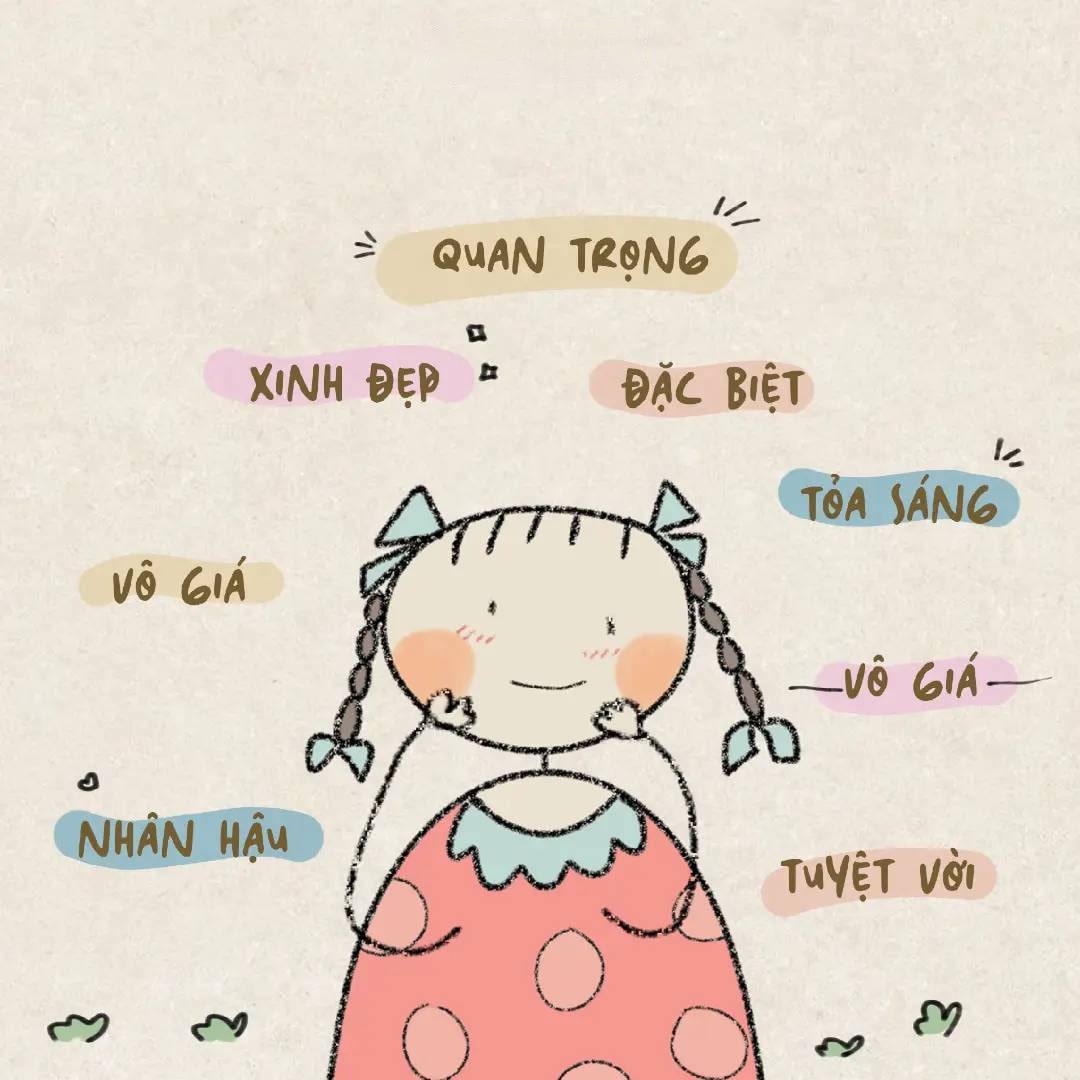 QUAN TRỌNG
XINH ĐẸP
ĐẶC BIỆT
TỎA SÁNG
VÔ GIÁ
VÔ GIÁ
NHÂN HẬU
TUYỆT VỜI